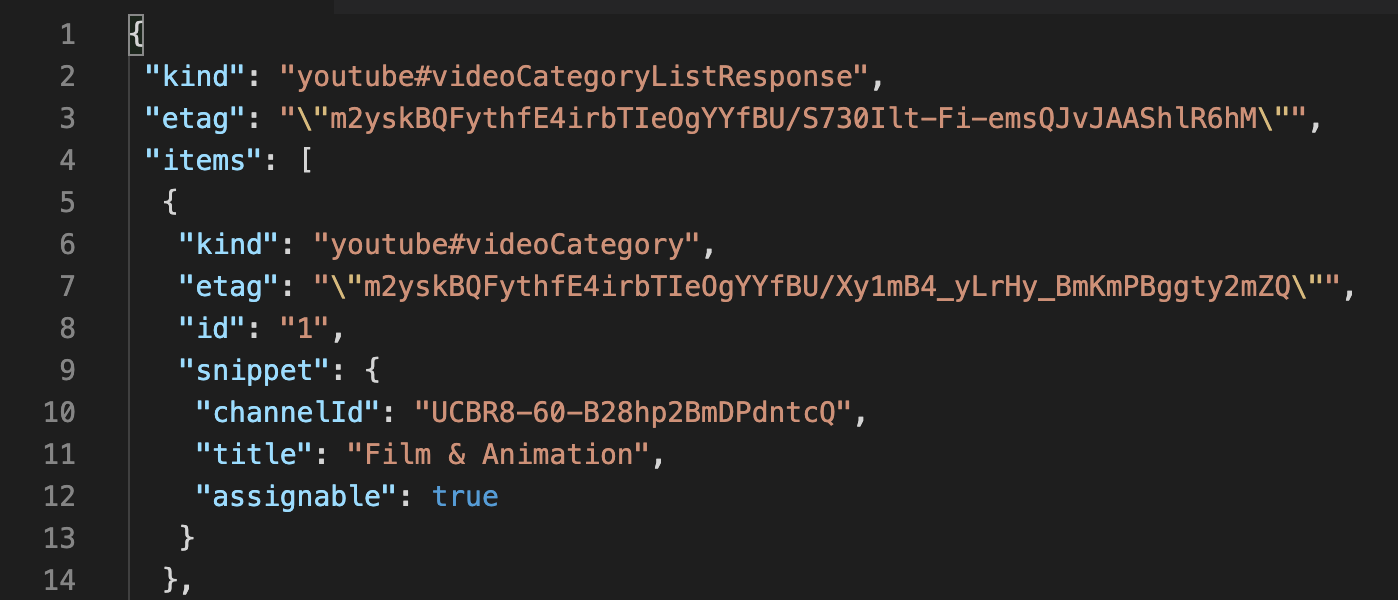 1 {
2 "kind": "youtube#videoCategoryListResponse",
3 "etag": "\"m2yskBQFythfE4irbTIeOgYYfBU/S730Ilt-Fi-emsQJvJAAShlR6hM\"",
4 "items": [
5 {
6 "kind": "youtube#videoCategory",
7 "etag": "\"m2yskBQFythfE4irbTIeOgYYfBU/Xy1mB4_yLrHy_BmKmPBggty2mZQ\"",
8 "id": "1",
9 "snippet": {
10 "channelId": "UCBR8-60-B28hp2BmDPdntcQ",
11 "title": "Film & Animation",
12 "assignable": true
13 }
14 },